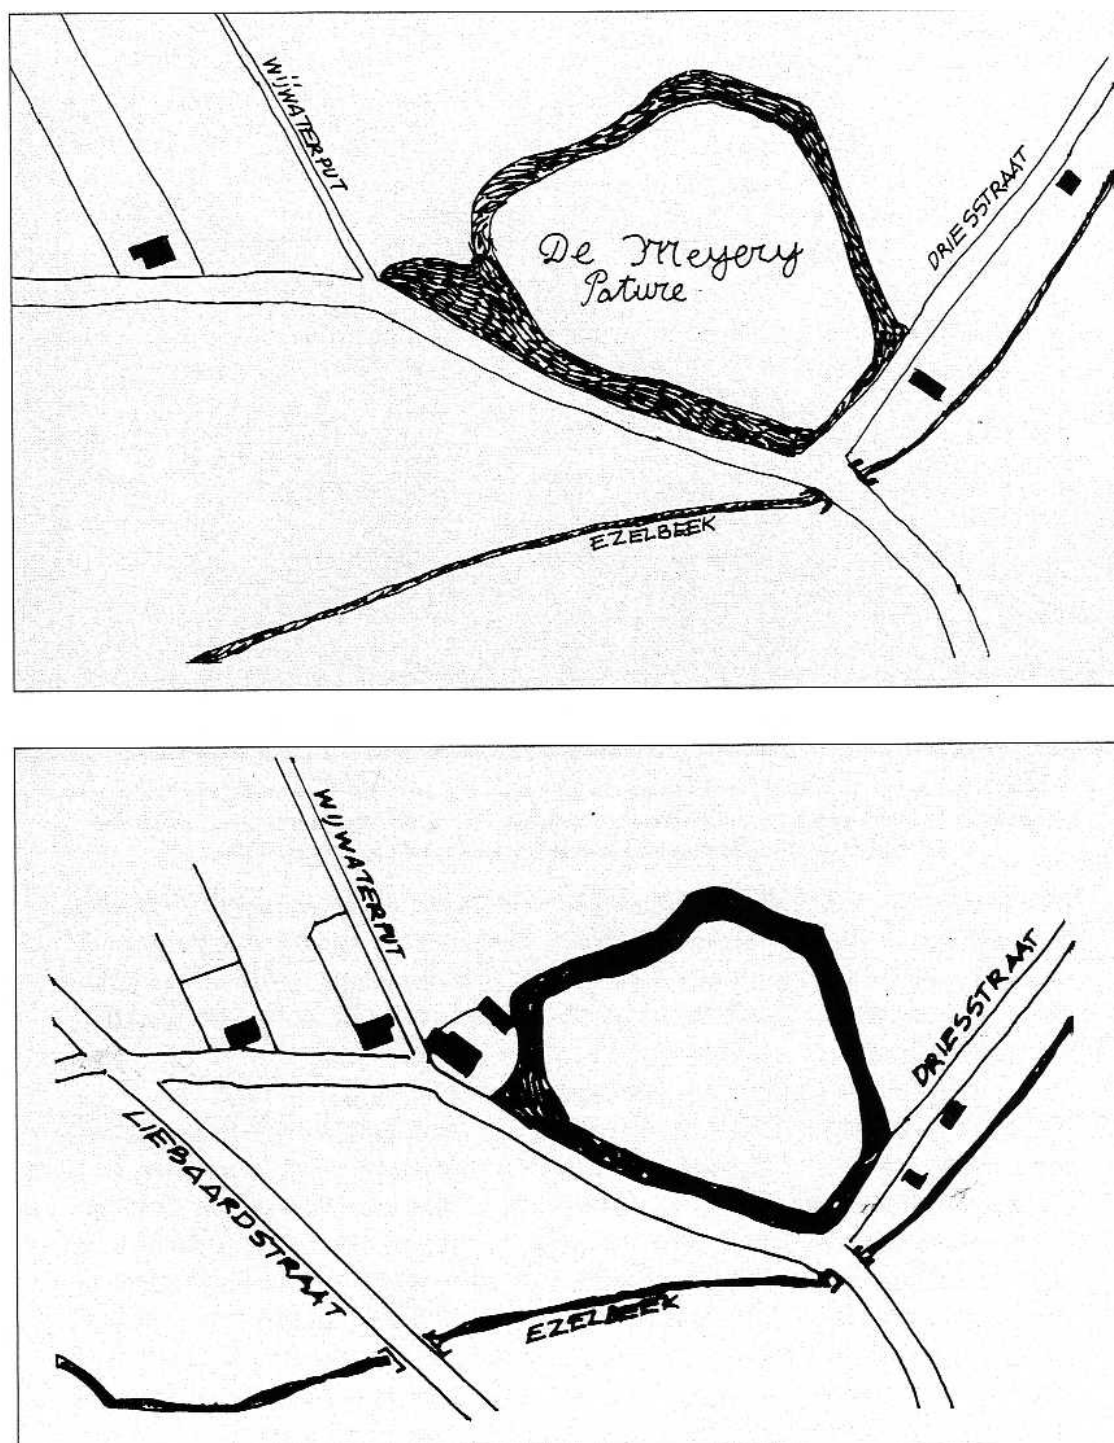 WIJWATERPUT
De Meyery
Pature
DRIESSTRAAT
EZELBEEK
WIJWATERPUT
DRIESSTRAAT
LIEBAARDSTRAAT
EZELBEEK